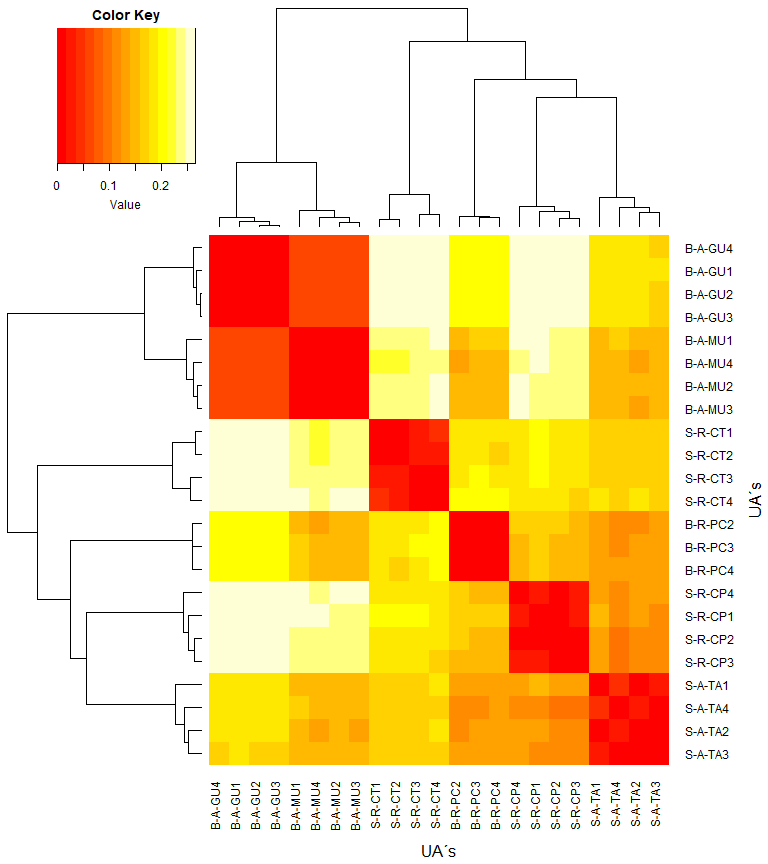 Color Key
0
0.1
0.2
Value
B-A-GU4
B-A-GU1
B-A-GU2
B-A-GU3
B-A-MU1
B-A-MU4
B-A-MU2
B-A-MU3
S-R-CT1
S-R-CT2
S-R-CT3
S-R-CT4
B-R-PC2
B-R-PC3
B-R-PC4
S-R-CP4
S-R-CP1
S-R-CP2
S-R-CP3
S-A-TA1
S-A-TA4
S-A-TA2
S-A-TA3
UA´s
B-A-GU4
B-A-GU1
B-A-GU2
B-A-GU3
B-A-MU1
B-A-MU4
B-A-MU2
B-A-MU3
S-R-CT1
S-R-CT2
S-R-CT3
S-R-CT4
B-R-PC2
B-R-PC3
B-R-PC4
S-R-CP4
S-R-CP1
S-R-CP2
S-R-CP3
S-A-TA1
S-A-TA4
S-A-TA2
S-A-TA3
UA´s